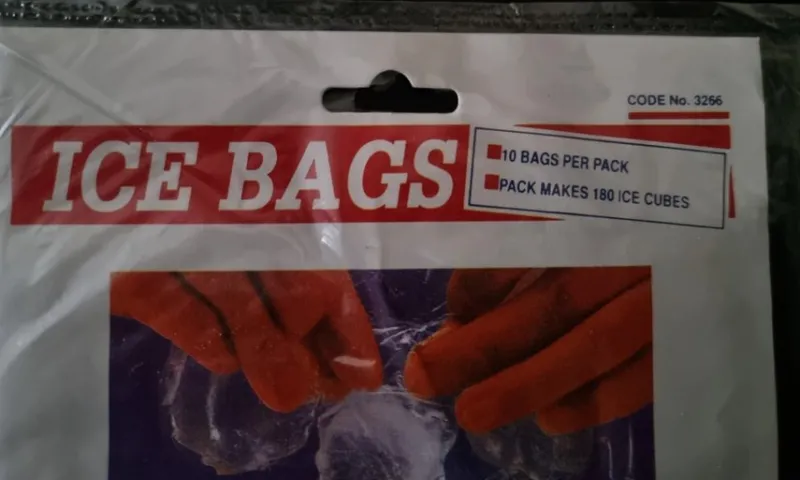 CODE No. 3266
ICE BAGS
10 BAGS PER PACK
PACK MAKES 180 ICE CUBES